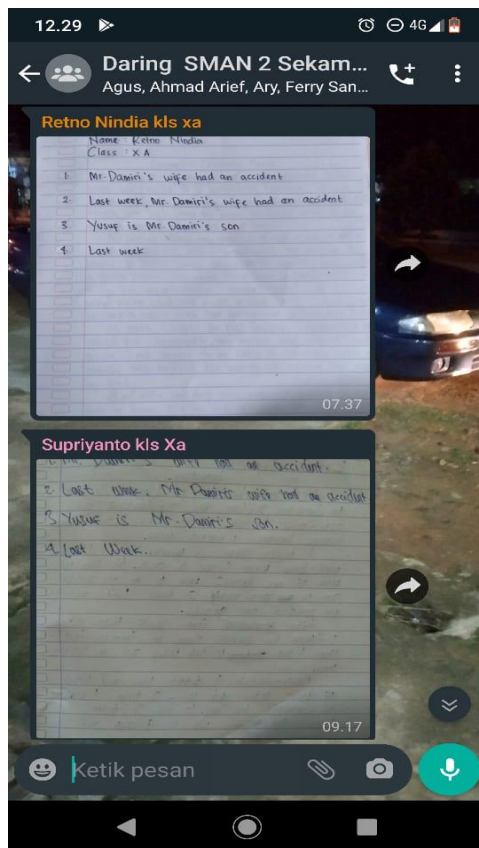 12.29
4G
Daring SMAN 2 Sekam...
Agus, Ahmad Arief, Ary, Ferry San...
Retno Nindia kls xa
Name : Retno Nindia
Class : X A
1. Mr. Damiri's wife had an accident
2. Last week, Mr. Damiri's wife had an accident
3 Yusuf is Mr. Damiri's son
4 Last week
07.37
Supriyanto kls Xa
accident.
2 Last Week. Mr Damiri's wife had an accident
3 Yusuf is Mr. Damiri's son.
4 Last Week..
09.17
Ketik pesan